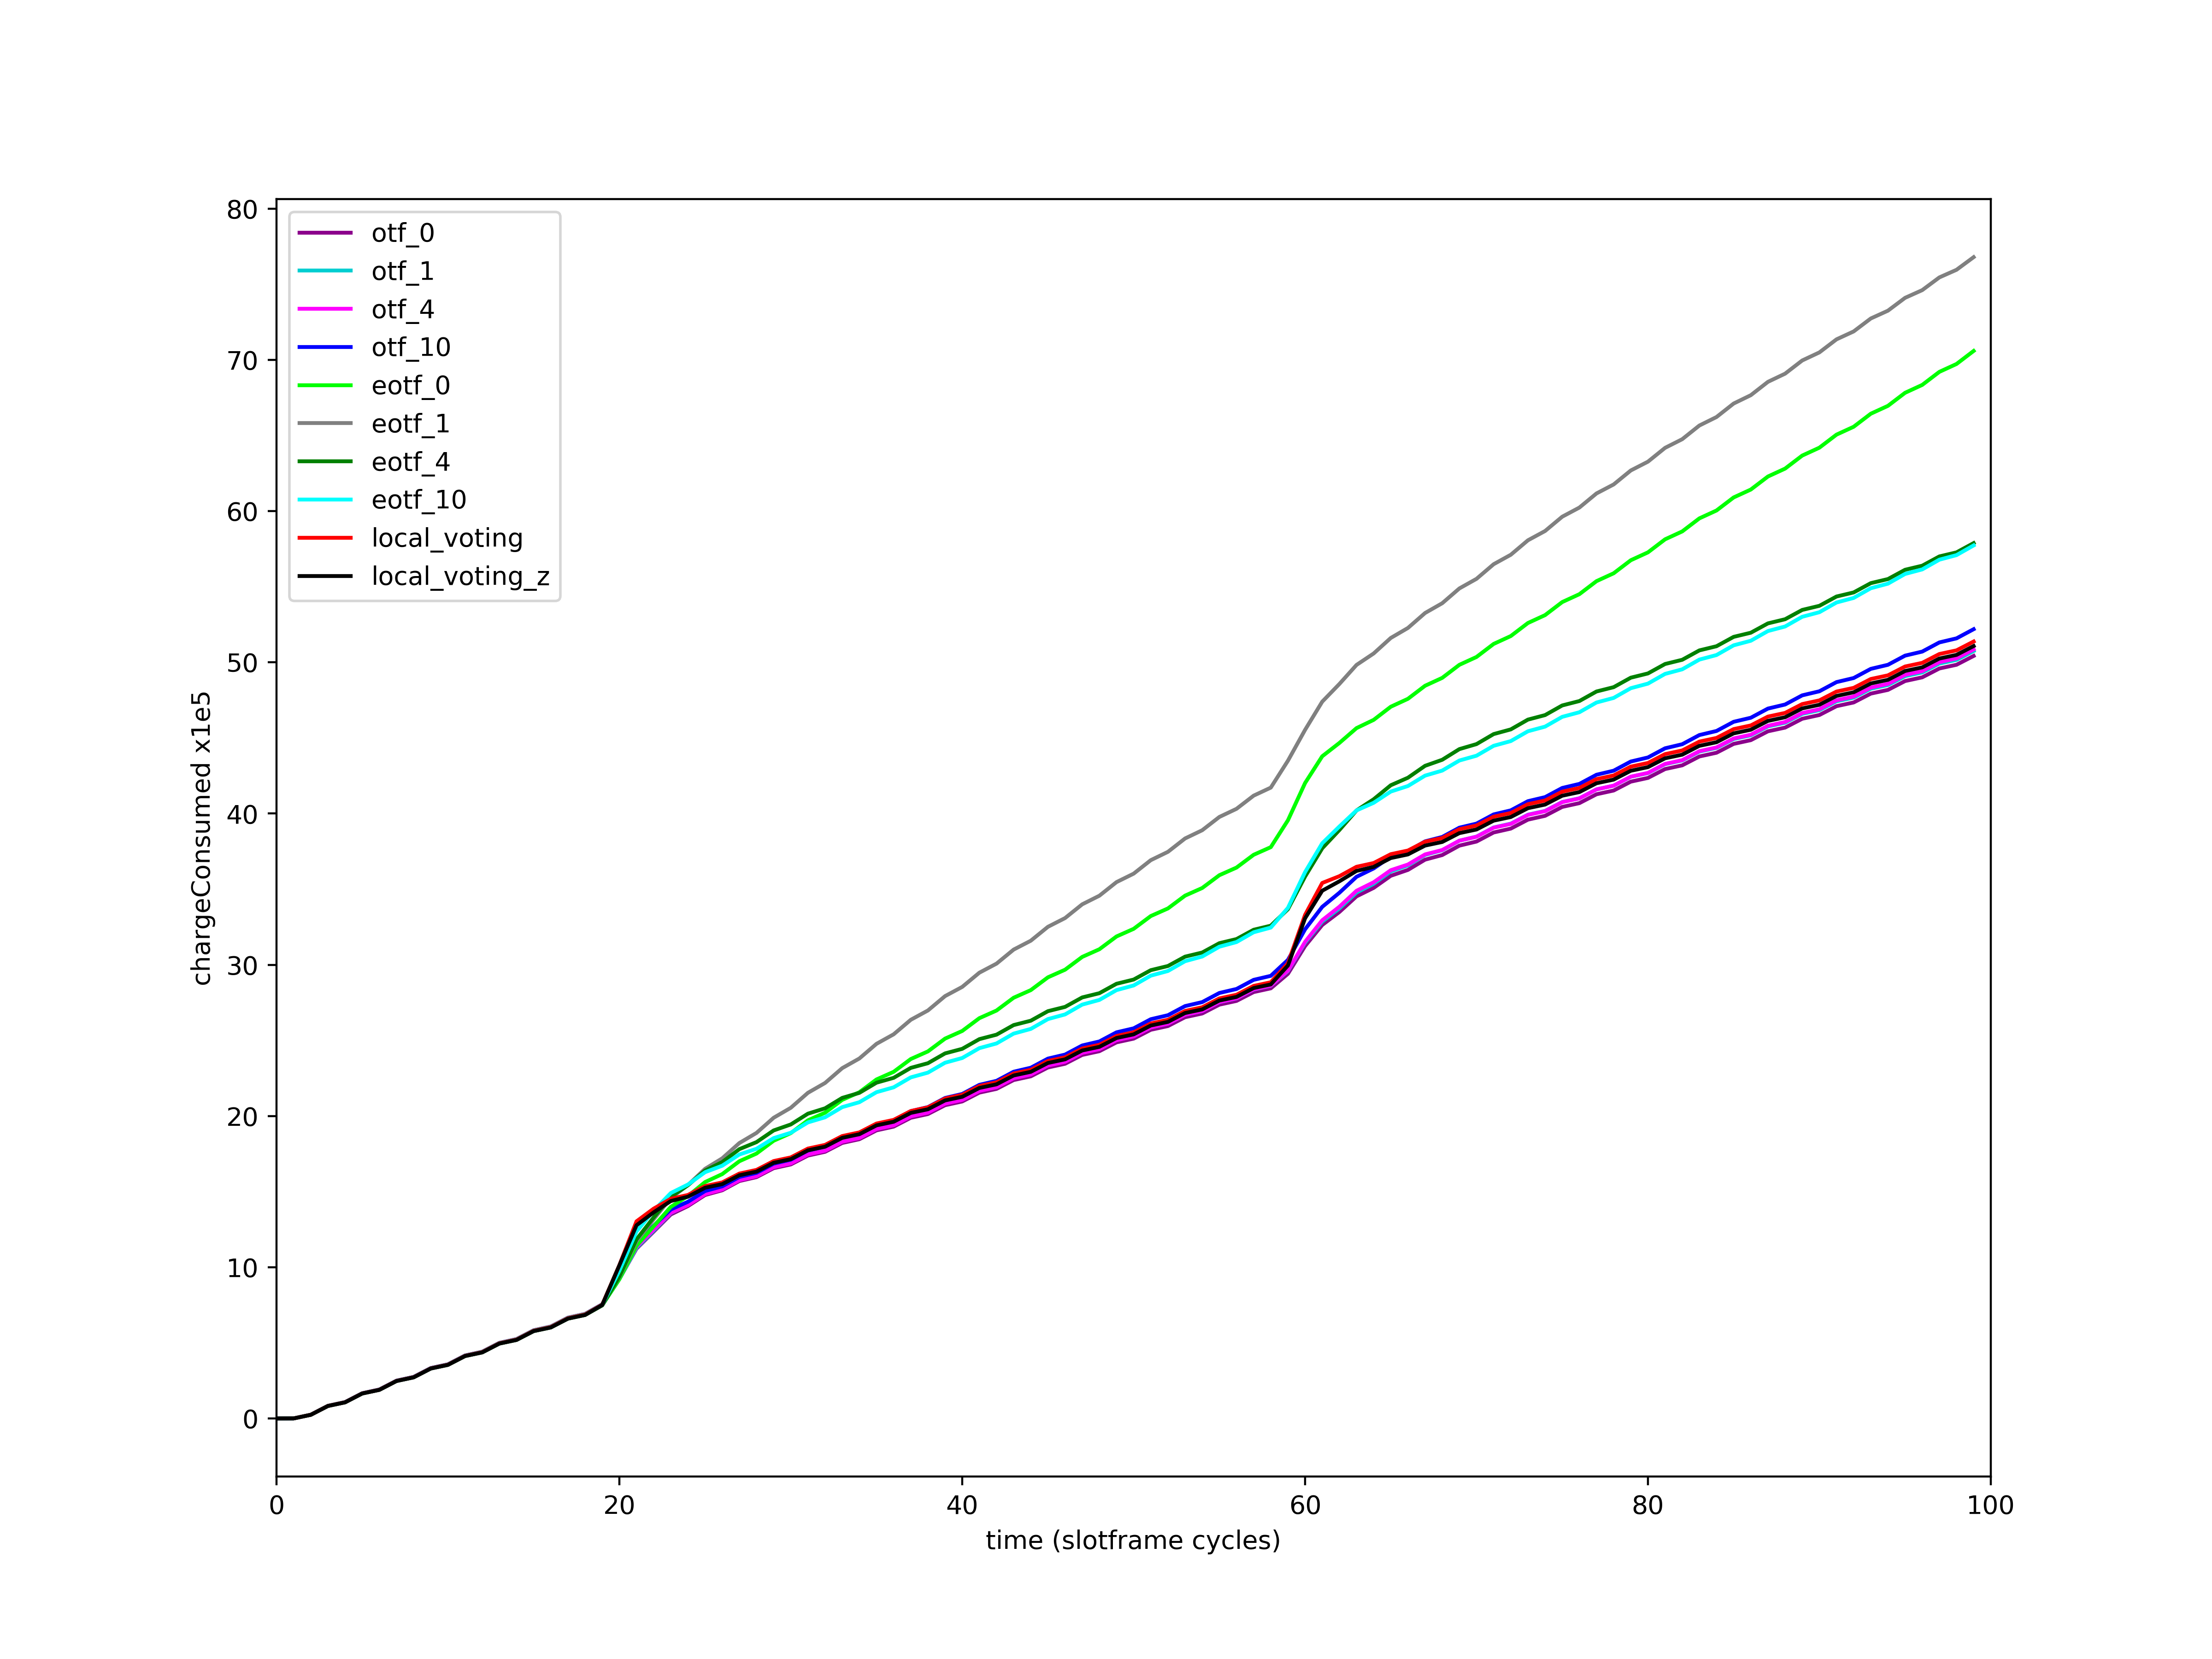 80
70
60
50
40
30
20
10
0
chargeConsumed x1e5
otf_0
otf_1
otf_4
otf_10
eotf_0
eotf_1
eotf_4
eotf_10
local_voting
local_voting_z
0 20 40 60 80 100
time (slotframe cycles)